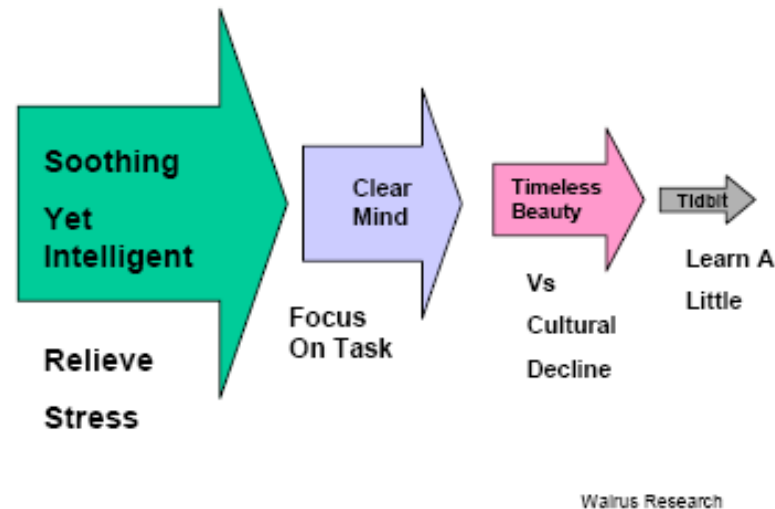 Soothing
Yet
Intelligent
Relieve
Stress
Clear
Mind
Focus
On Task
Timeless
Beauty
Vs
Cultural
Decline
Tidbit
Learn A
Little
Walrus Research